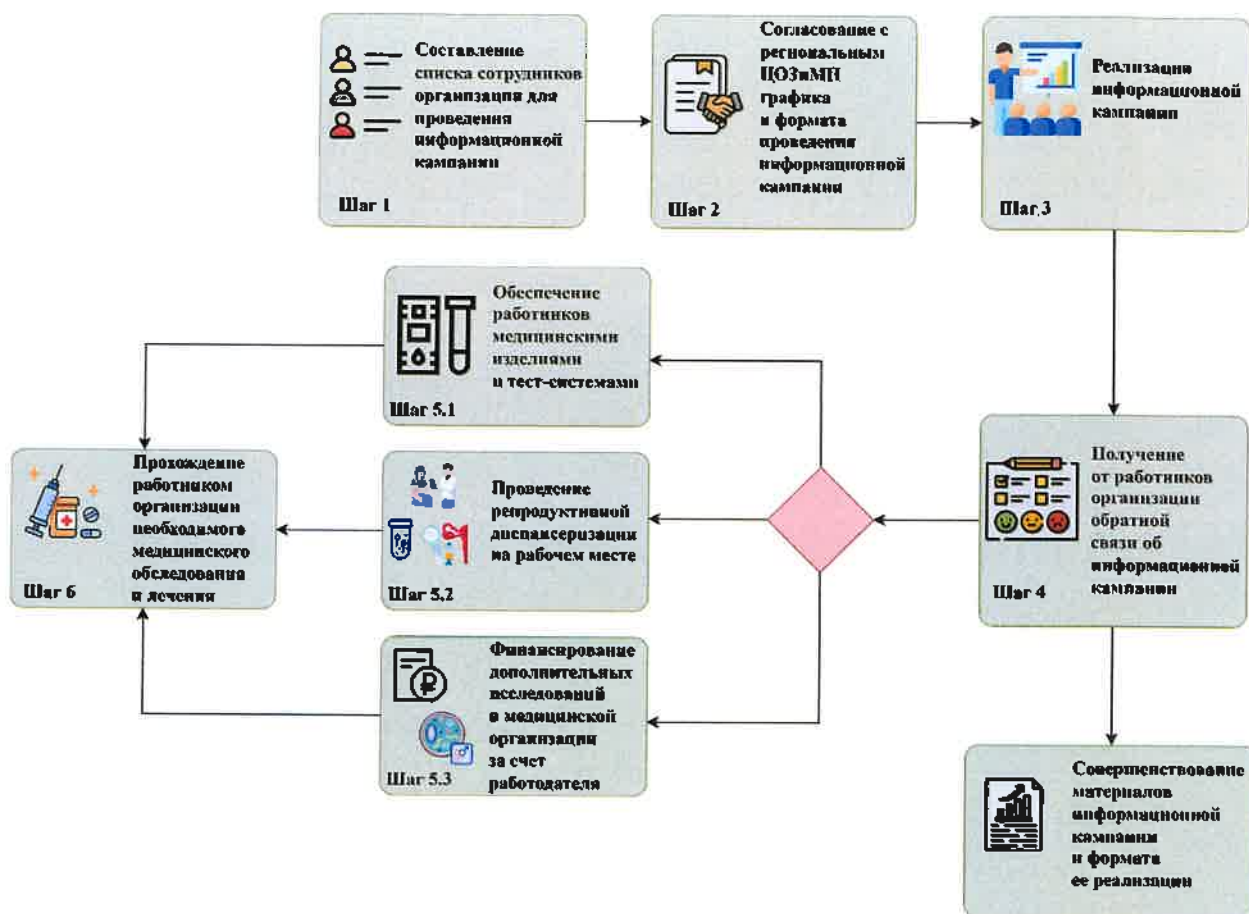 Составление
списка сотрудников
организация для
проведения
информационной
кампании
Шаг 1
Согласование с
региональным
ЦОЗиМП
графика
и формата
проведения
информационной
кампании
Шаг 2
Реализация
информационной
кампании
Шаг 3
Обеспечение
работников
медицинскими
изделиями
и тест-системами
Шаг 5.1
Прохождение
работником
организации
необходимого
медицинского
обследования
и лечения
Шаг 6
Проведение
репродуктивной
диспансеризации
на рабочем месте
Шаг 5.2
Получение
от работников
организации
обратной
связи об
информационной
кампании
Шаг 4
Финансирование
дополнительных
исследований
в медицинской
организации
за счет
работодателя
Шаг 5.3
Совершенствование
материалов
информационной
кампании
и формата
ее реализации